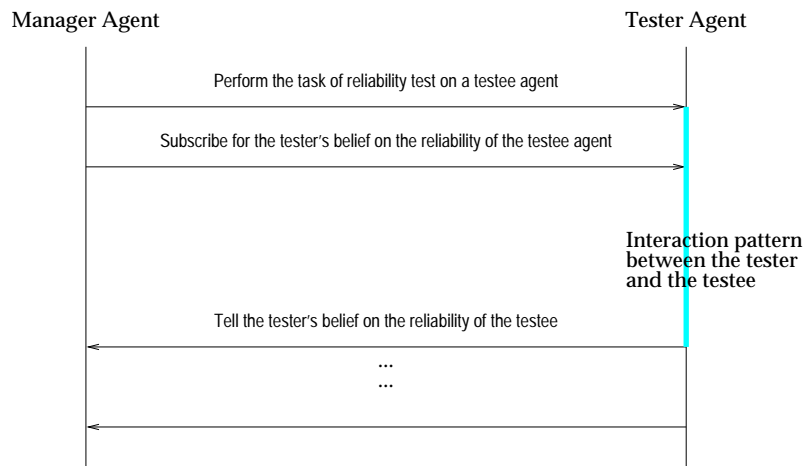 Manager Agent
Tester Agent
Perform the task of reliability test on a testee agent
Subscribe for the tester's belief on the reliability of the testee agent
Interaction pattern
between the tester
and the testee
Tell the tester's belief on the reliability of the testee
...
...